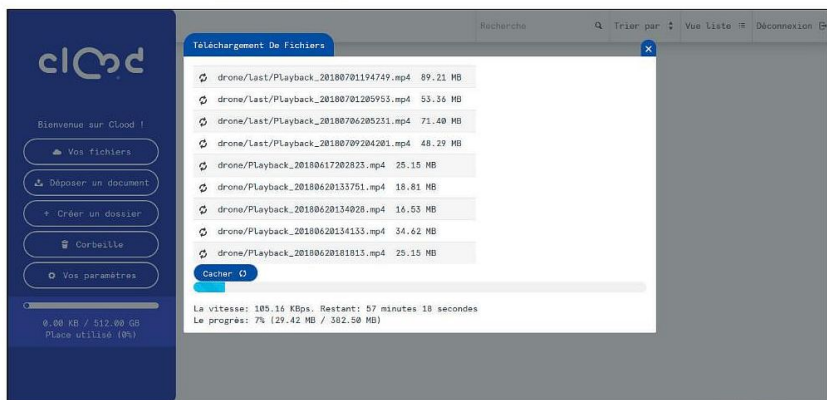 Recherche
Trier par
Vue liste
Déconnexion
clood
Téléchargement De Fichiers
drone/last/Playback_20180701194749.mp4 89.21 MB
drone/last/Playback_20180701205953.mp4 53.36 MB
drone/last/Playback_20180706205231.mp4 71.40 MB
drone/last/Playback_20180709204201.mp4 48.29 MB
drone/Playback_20180617202823.mp4 25.15 MB
drone/Playback_20180620133751.mp4 18.81 MB
drone/Playback_20180620134028.mp4 16.53 MB
drone/Playback_20180620134133.mp4 34.62 MB
drone/Playback_20180620181813.mp4 25.15 MB
Cacher
La vitesse: 105.16 KBps. Restant: 57 minutes 18 secondes
Le progrés: 7% (29.42 MB / 382.50 MB)
Bienvenue sur Clood !
Vos fichiers
Déposer un document
+ Créer un dossier
Corbeille
Vos paramètres
0.00 KB / 512.00 GB
Place utilisé (0%)